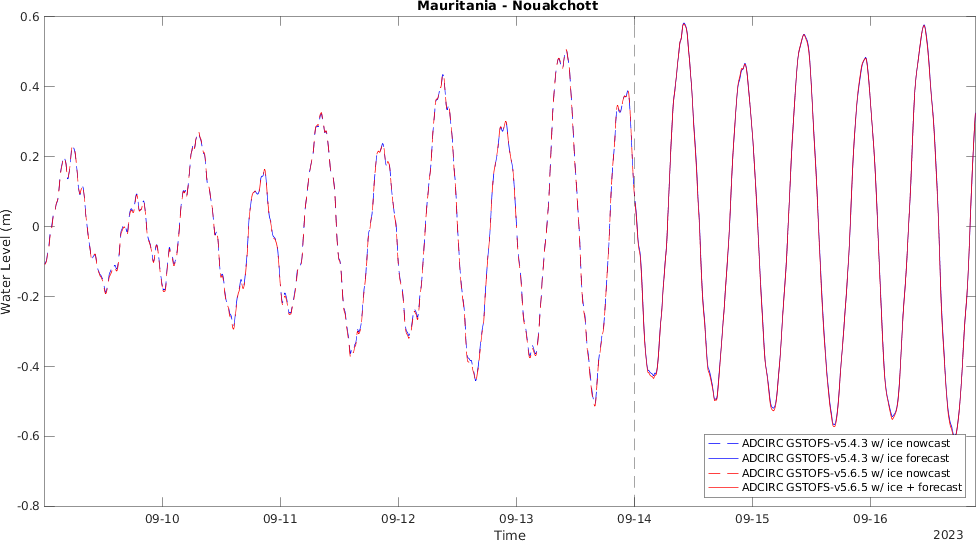 Mauritania - Nouakchott
0.6
0.4
0.2
0
-0.2
-0.4
-0.6
-0.8
Water Level (m)
ADCIRC GSTOFS-v5.4.3 w/ ice nowcast
ADCIRC GSTOFS-v5.4.3 w/ ice forecast
ADCIRC GSTOFS-v5.6.5 w/ ice nowcast
ADCIRC GSTOFS-v5.6.5 w/ ice + forecast
09-10 09-11 09-12 09-13 09-14 09-15 09-16
Time
2023